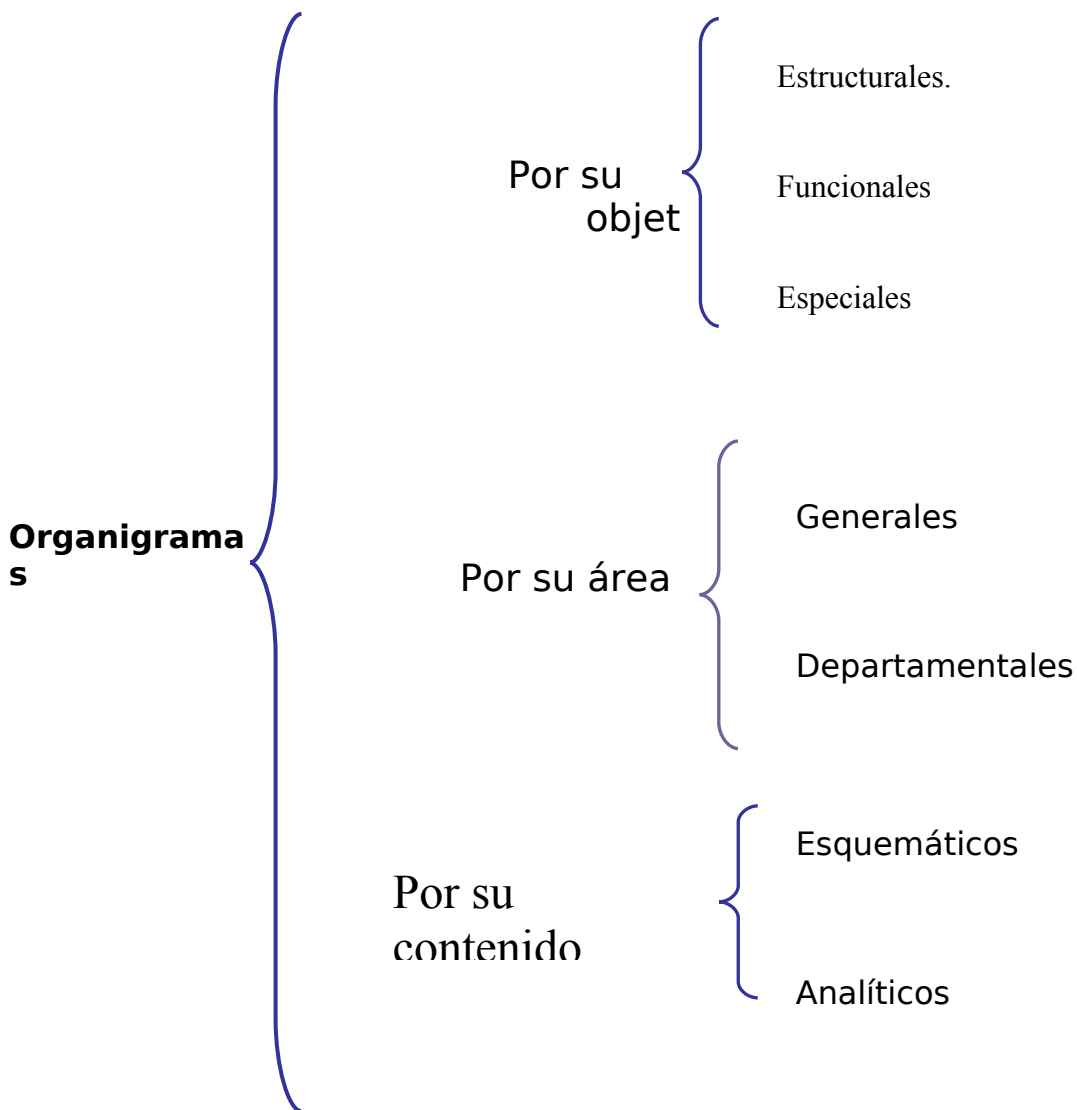 Organigrama
s
Por su
objet
Estructurales.
Funcionales
Especiales
Por su área
Generales
Departamentales
Por su
contenido
Esquemáticos
Analíticos